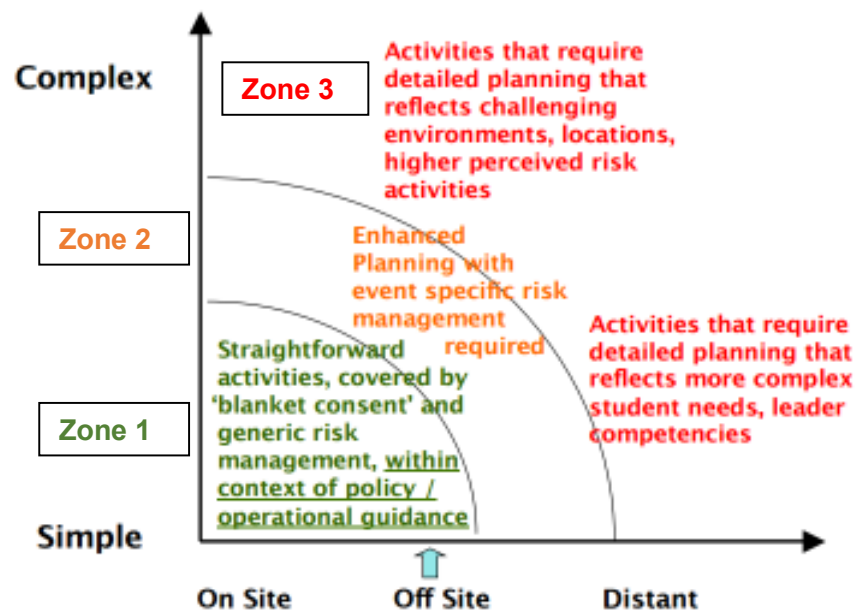 Complex
Zone 3
Activities that require
detailed planning that
reflects challenging
environments, locations,
higher perceived risk
activities
Zone 2
Enhanced
Planning with
event specific risk
management
required
Activities that require
detailed planning that
reflects more complex
student needs, leader
competencies
Zone 1
Straightforward
activities, covered by
‘blanket consent’ and
generic risk
management, within
context of policy /
operational guidance
Simple
On Site
Off Site
Distant